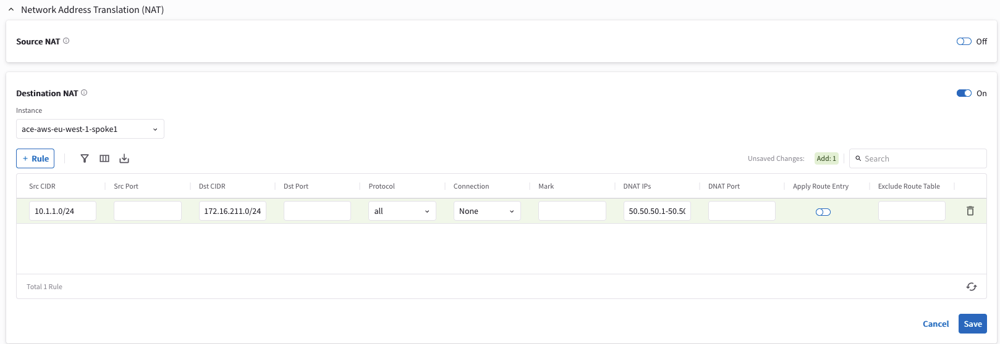 Network Address Translation (NAT)
Source NAT
Off
Destination NAT
On
Instance
ace-aws-eu-west-1-spoke1
+ Rule
Unsaved Changes: Add: 1 Search
Src CIDR Src Port Dst CIDR Dst Port Protocol Connection Mark DNAT IPs DNAT Port Apply Route Entry Exclude Route Table
10.1.1.0/24 172.16.211.0/24 all None 50.50.50.1-50.50
Total 1 Rule
Cancel Save